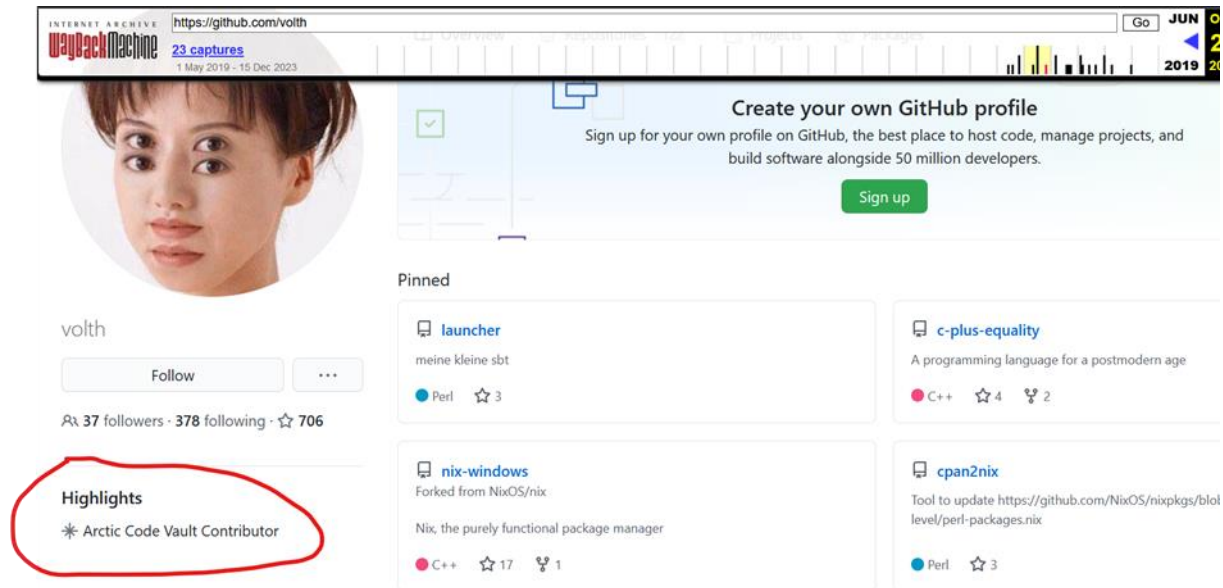 INTERNET ARCHIVE
WayBackMachine
https://github.com/volth
Go
JUN
23 captures
1 May 2019 - 15 Dec 2023
2019
Overview Repositories Projects Packages
Create your own GitHub profile
Sign up for your own profile on GitHub, the best place to host code, manage projects, and
build software alongside 50 million developers.
Sign up
Pinned
volth
Follow
37 followers · 378 following · 706
Highlights
Arctic Code Vault Contributor
launcher
meine kleine sbt
Perl 3
c-plus-equality
A programming language for a postmodern age
C++ 4 2
nix-windows
Forked from NixOS/nix
Nix, the purely functional package manager
C++ 17 1
cpan2nix
Tool to update https://github.com/NixOS/nixpkgs/blob
level/perl-packages.nix
Perl 3